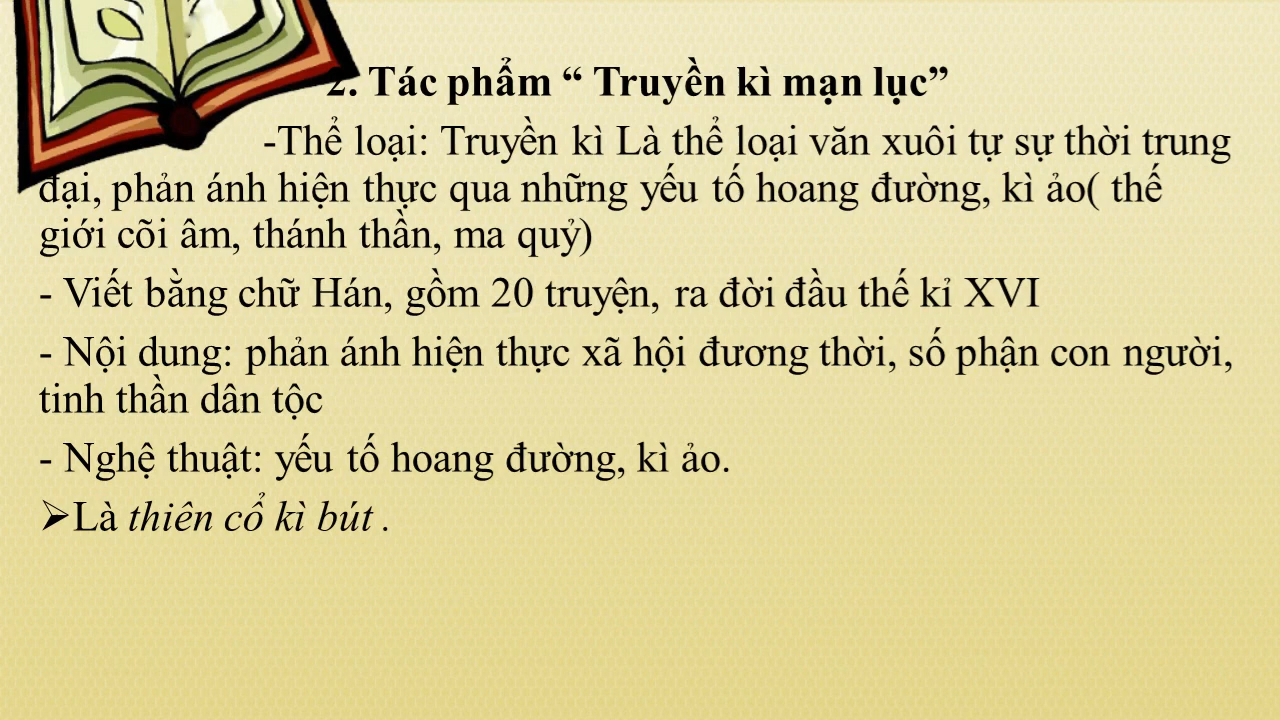 2. Tác phẩm “ Truyền kì mạn lục”
-Thể loại: Truyền kì Là thể loại văn xuôi tự sự thời trung
đại, phản ánh hiện thực qua những yếu tố hoang đường, kì ảo( thế
giới cõi âm, thánh thần, ma quỷ)
- Viết bằng chữ Hán, gồm 20 truyện, ra đời đầu thế kỉ XVI
- Nội dung: phản ánh hiện thực xã hội đương thời, số phận con người,
tinh thần dân tộc
- Nghệ thuật: yếu tố hoang đường, kì ảo.
➢Là thiên cổ kì bút .